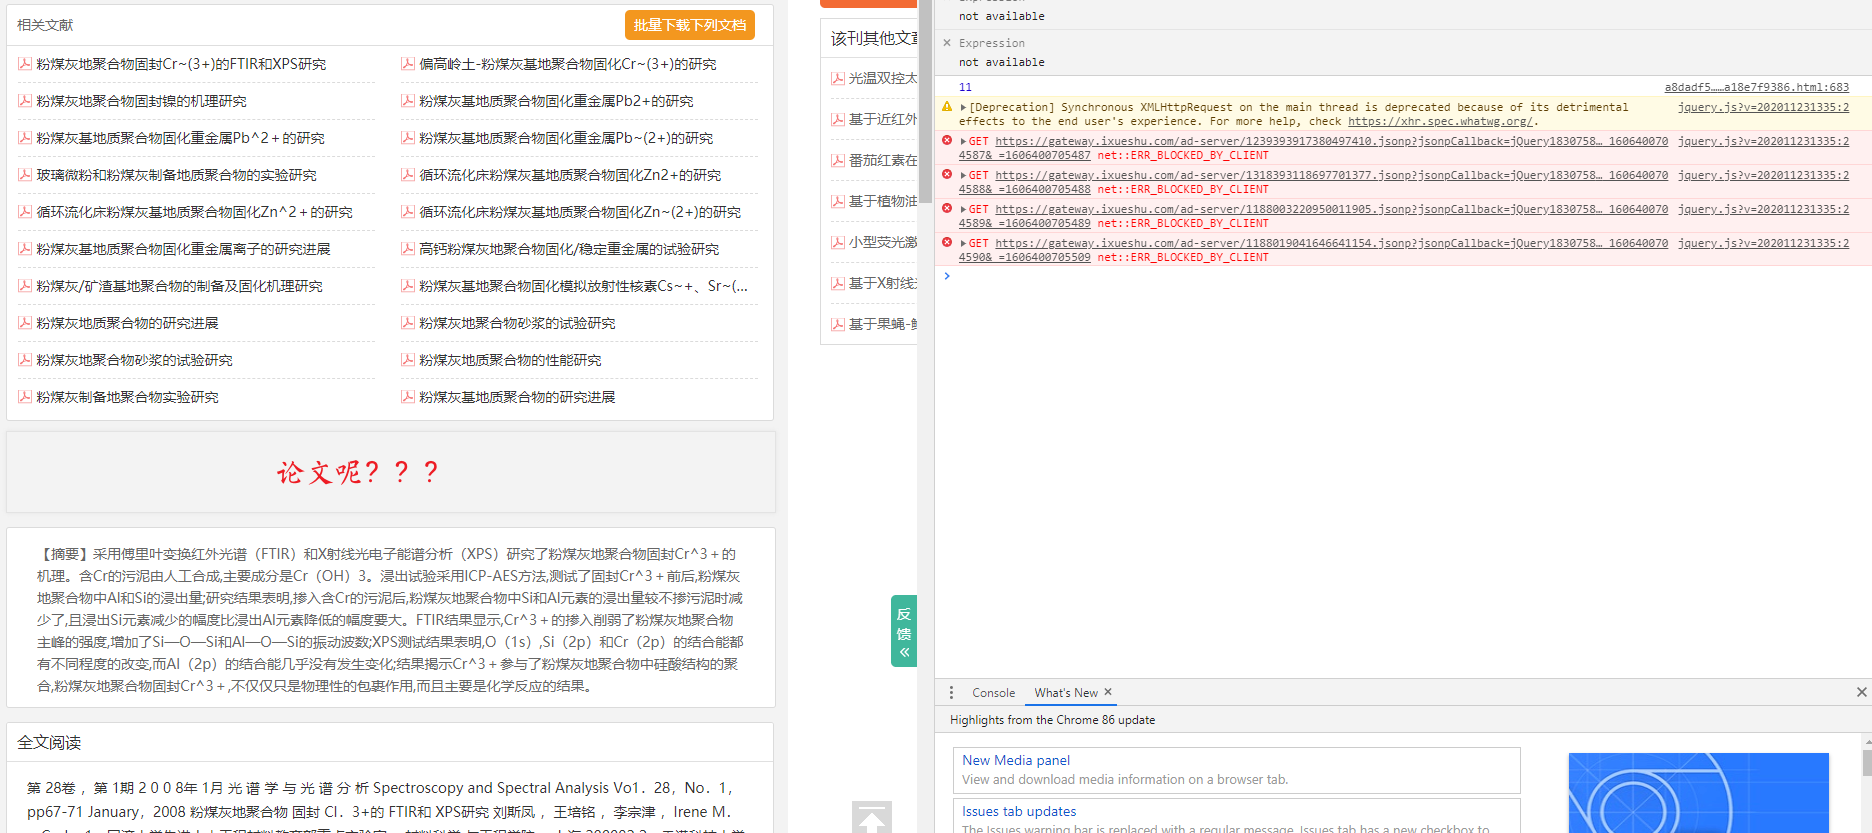 相关文献
批量下载下列文档
粉煤灰地聚合物固封Cr~(3+)的FTIR和XPS研究
偏高岭土-粉煤灰基地聚合物固化Cr~(3+)的研究
粉煤灰地聚合物固封镍的机理研究
粉煤灰基地质聚合物固化重金属Pb2+的研究
粉煤灰基地质聚合物固化重金属Pb^2＋的研究
粉煤灰基地质聚合物固化重金属Pb~(2+)的研究
玻璃微粉和粉煤灰制备地质聚合物的实验研究
循环流化床粉煤灰基地质聚合物固化Zn2+的研究
循环流化床粉煤灰基地质聚合物固化Zn^2＋的研究
循环流化床粉煤灰基地质聚合物固化Zn~(2+)的研究
粉煤灰基地质聚合物固化重金属离子的研究进展
高钙粉煤灰地聚合物固化/稳定重金属的试验研究
粉煤灰/矿渣基地聚合物的制备及固化机理研究
粉煤灰基地聚合物固化模拟放射性核素Cs~+、Sr~(...
粉煤灰地质聚合物的研究进展
粉煤灰地聚合物砂浆的试验研究
粉煤灰地聚合物砂浆的试验研究
粉煤灰地质聚合物的性能研究
粉煤灰制备地聚合物实验研究
粉煤灰基地质聚合物的研究进展
论文呢？？？
【摘要】采用傅里叶变换红外光谱（FTIR）和X射线光电子能谱分析（XPS）研究了粉煤灰地聚合物固封Cr^3＋的
机理。含Cr的污泥由人工合成,主要成分是Cr（OH）3。浸出试验采用ICP-AES方法,测试了固封Cr^3＋前后,粉煤灰
地聚合物中Al和Si的浸出量;研究结果表明,掺入含Cr的污泥后,粉煤灰地聚合物中Si和Al元素的浸出量较不掺污泥时减
少了,且浸出Si元素减少的幅度比浸出Al元素降低的幅度要大。FTIR结果显示,Cr^3＋的掺入削弱了粉煤灰地聚合物
主峰的强度,增加了Si—O—Si和Al—O—Si的振动波数;XPS测试结果表明,O（1s）,Si（2p）和Cr（2p）的结合能都
有不同程度的改变,而Al（2p）的结合能几乎没有发生变化;结果揭示Cr^3＋参与了粉煤灰地聚合物中硅酸结构的聚
合,粉煤灰地聚合物固封Cr^3＋,不仅仅只是物理性的包裹作用,而且主要是化学反应的结果。
全文阅读
第 28卷 ，第 1期 2 0 0 8年 1月 光 谱 学 与 光 谱 分 析 Spectroscopy and Spectral Analysis Vo1．28，No．1，
pp67-71 January，2008 粉煤灰地聚合物 固封 CI．3+的 FTIR和 XPS研究 刘斯凤 ，王培铭 ，李宗津 ，Irene M．
该刊其他文章
光温双控太
基于近红外
番茄红素在
基于植物油
小型荧光激
基于X射线
基于果蝇-
反
馈
«
not available
× Expression
not available
11 a8dadf5……a18e7f9386.html:683
[Deprecation] Synchronous XMLHttpRequest on the main thread is deprecated because of its detrimental jquery.js?v=202011231335:2
effects to the end user's experience. For more help, check https://xhr.spec.whatwg.org/.
GET https://gateway.ixueshu.com/ad-server/1239393917380497410.jsonp?jsonpCallback=jQuery1830758… 160640070 jquery.js?v=202011231335:2
4587&_=1606400705487 net::ERR_BLOCKED_BY_CLIENT
GET https://gateway.ixueshu.com/ad-server/1318393118697701377.jsonp?jsonpCallback=jQuery1830758… 160640070 jquery.js?v=202011231335:2
4588&_=1606400705488 net::ERR_BLOCKED_BY_CLIENT
GET https://gateway.ixueshu.com/ad-server/1188003220950011905.jsonp?jsonpCallback=jQuery1830758… 160640070 jquery.js?v=202011231335:2
4589&_=1606400705489 net::ERR_BLOCKED_BY_CLIENT
GET https://gateway.ixueshu.com/ad-server/1188019041646641154.jsonp?jsonpCallback=jQuery1830758… 160640070 jquery.js?v=202011231335:2
4590&_=1606400705509 net::ERR_BLOCKED_BY_CLIENT
Console What's New ×
Highlights from the Chrome 86 update
New Media panel
View and download media information on a browser tab.
Issues tab updates
The Issues warning bar is replaced with a regular message, Issues tab has a new checkbox to